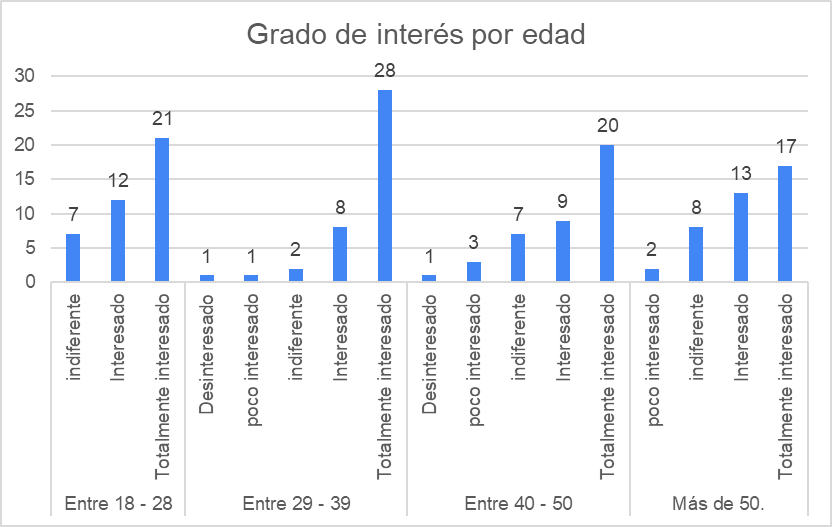 Grado de interés por edad
30
25
20
15
10
5
0
7
12
21
1
1
2
8
28
1
3
7
9
20
2
8
13
17
indiferente
Interesado
Totalmente interesado
Desinteresado
poco interesado
indiferente
Interesado
Totalmente interesado
Desinteresado
poco interesado
indiferente
Interesado
Totalmente interesado
poco interesado
indiferente
Interesado
Totalmente interesado
Entre 18 - 28
Entre 29 - 39
Entre 40 - 50
Más de 50.